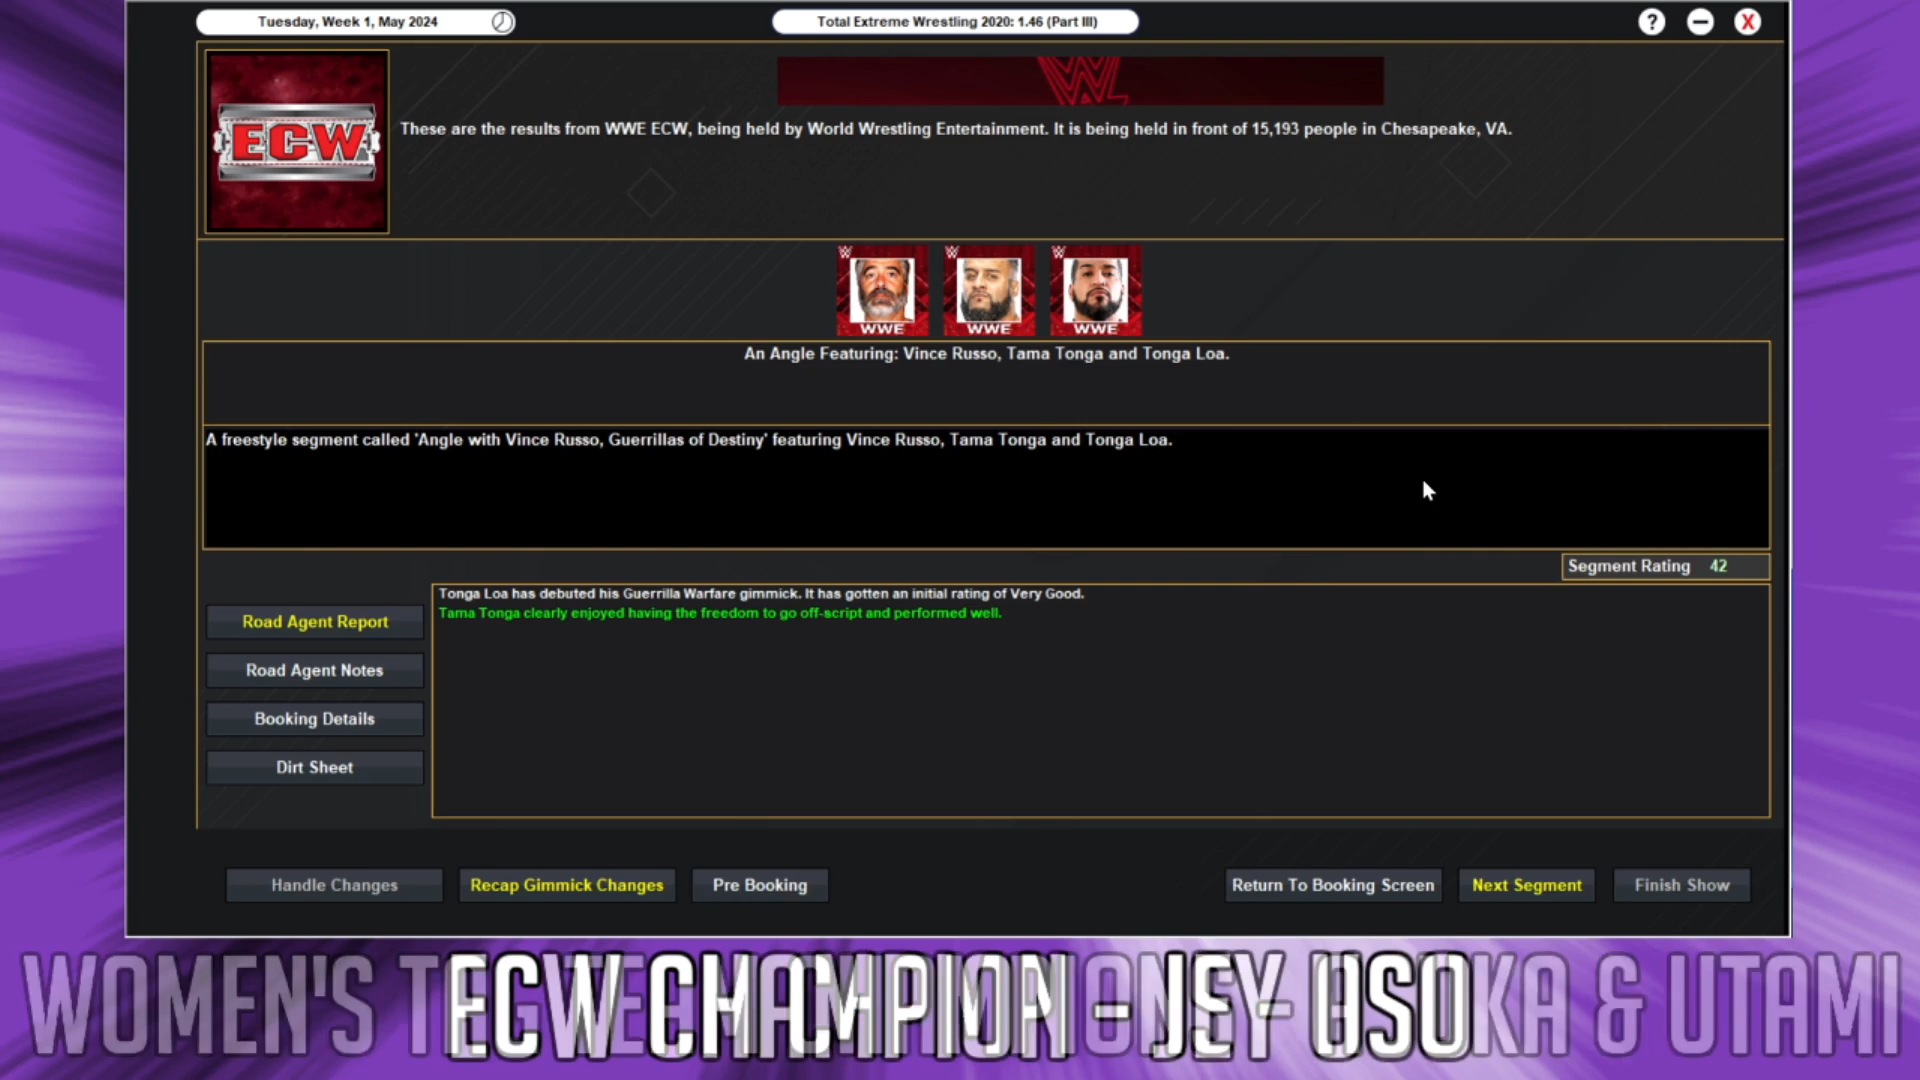 Tuesday, Week 1, May 2024
Total Extreme Wrestling 2020: 1.46 (Part III)
?
X
ECW
These are the results from WWE ECW, being held by World Wrestling Entertainment. It is being held in front of 15,193 people in Chesapeake, VA.
WWE WWE WWE
An Angle Featuring: Vince Russo, Tama Tonga and Tonga Loa.
A freestyle segment called 'Angle with Vince Russo, Guerrillas of Destiny' featuring Vince Russo, Tama Tonga and Tonga Loa.
Segment Rating 42
Tonga Loa has debuted his Guerrilla Warfare gimmick. It has gotten an initial rating of Very Good.
Tama Tonga clearly enjoyed having the freedom to go off-script and performed well.
Road Agent Report
Road Agent Notes
Booking Details
Dirt Sheet
Handle Changes
Recap Gimmick Changes
Pre Booking
Return To Booking Screen
Next Segment
Finish Show
ECW CHAMPION - JEY USO
WOMEN'S & UTAMI